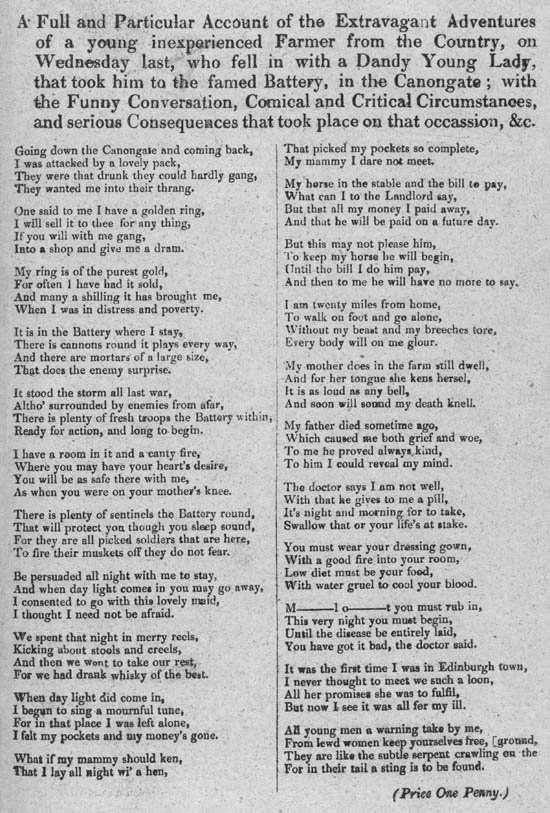 A Full and Particular Account of the Extravagant Adventures
of a young inexperienced Farmer from the Country, on
Wednesday last, who fell in with a Dandy Young Lady,
that took him to the famed Battery, in the Canongate; with
the Funny Conversation, Comical and Critical Circumstances,
and serious Consequences that took place on that occassion, &c.
Going down the Canongate and coming back,
I was attacked by a lovely pack,
They were that drunk they could hardly gang,
They wanted me into their thrang.
One said to me I have a golden ring,
I will sell it to thee for any thing,
If you will with me gang,
Into a shop and give me a dram.
My ring is of the purest gold,
For often I have had it sold,
And many a shilling it has brought me,
When I was in distress and poverty.
It is in the Battery where I stay,
There is cannons round it plays every way,
And there are mortars of a large size,
That does the enemy surprise.
It stood the storm all last war,
Altho' surrounded by enemies from afar,
There is plenty of fresh troops the Battery within,
Ready for action, and long to begin.
I have a room in it and a canty fire,
Where you may have your heart's desire,
You will be as safe there with me,
As when you were on your mother's knee.
There is plenty of sentinels the Battery round,
That will protect you though you sleep sound,
For they are all picked soldiers that are here,
To fire their muskets off they do not fear.
Be persuaded all night with me to stay,
And when day light comes in you may go away,
I consented to go with this lovely maid,
I thought I need not be afraid.
We spent that night in merry reels,
Kicking about stools and creels,
And then we went to take our rest,
For we had drank whisky of the best.
When day light did come in,
I begun to sing a mournful tune,
For in that place I was left alone,
I felt my pockets and my money's gone.
What if my mammy should ken,
That I lay all night wi' a hen,
That picked my pockets so complete,
My mammy I dare not meet.
My horse in the stable and the bill to pay,
What can I to the Landlord say,
But that all my money I paid away,
And that he will be paid on a future day.
But this may not please him,
To keep my horse he will begin,
Until the bill I do him pay,
And then to me he will have no more to say.
I am twenty miles from home,
To walk on foot and go alone,
Without my beast and my breeches tore,
Every body will on me glour.
My mother does in the farm still dwell,
And for her tongue she kens hersel,
It is as loud as any bell,
And soon will sound my death knell.
My father died sometime ago,
Which caused me both grief and woe,
To me he proved always kind,
To him I could reveal my mind.
The doctor says I am not well,
With that he gives to me a pill,
It's night and morning for to take,
Swallow that or your life's at stake.
You must wear your dressing gown,
With a good fire into your room,
Low diet must be your food,
With water gruel to cool your blood.
M———l o———t you must rub in,
This very night you must begin,
Until the disease be entirely laid,
You have got it bad, the doctor said.
It was the first time I was in Edinburgh town,
I never thought to meet we such a loon,
All her promises she was to fulfil,
But now I see it was all for my ill.
All young men a warning take by me,
From lewd women keep yourselves free, [ground,
They are like the subtle serpent crawling on the
For in their tail a sting is to be found.
(Price One Penny.)